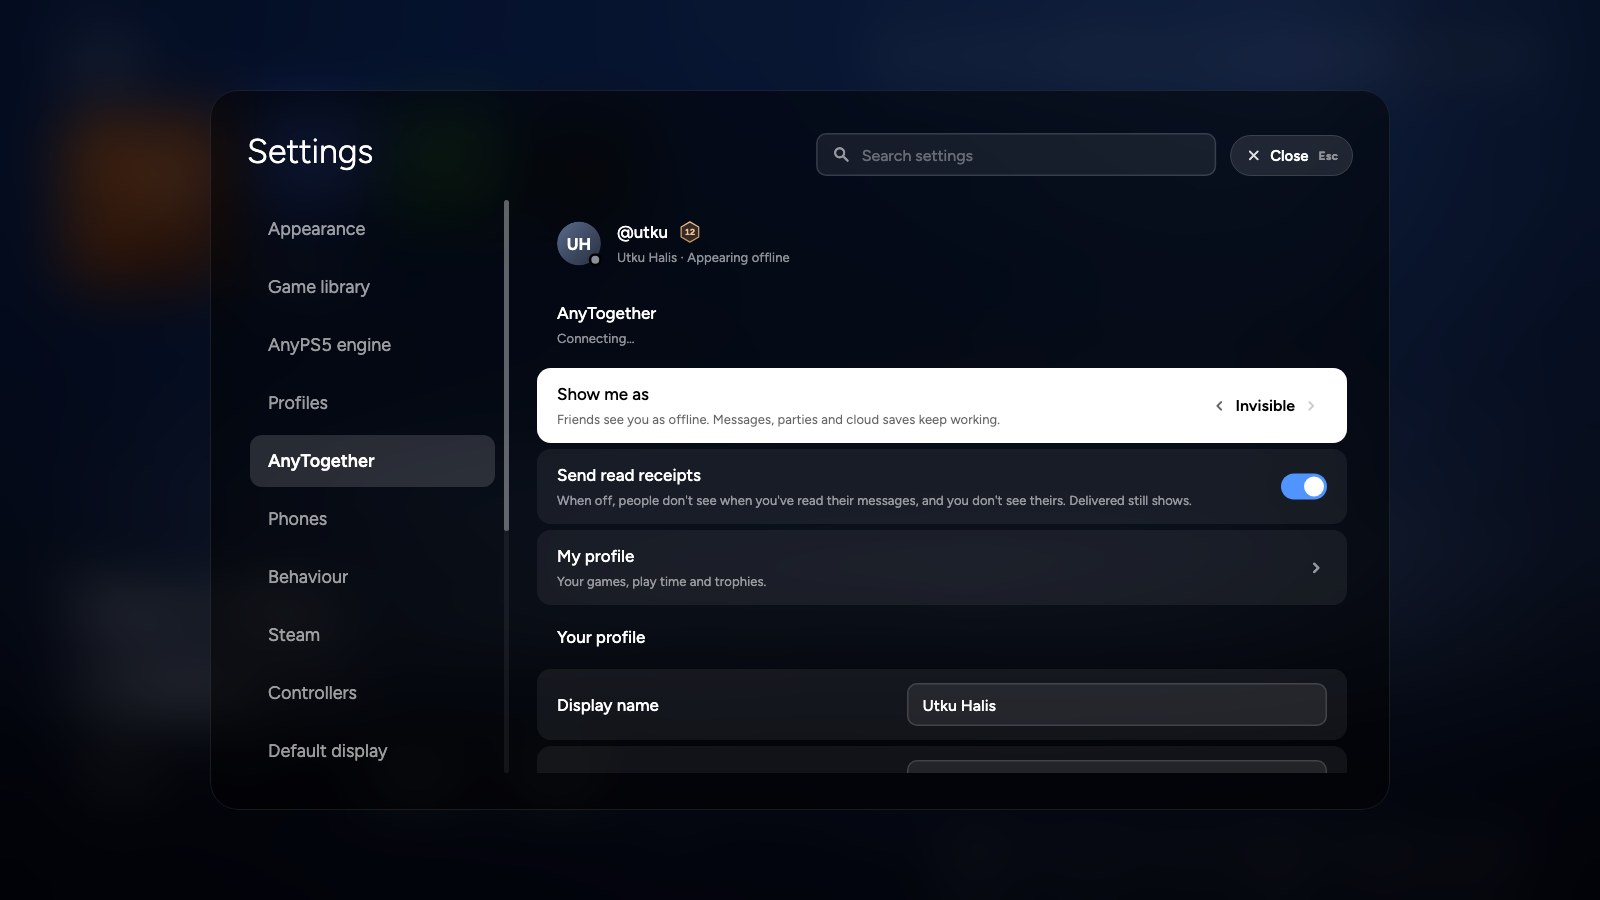 Settings
Search settings
Close Esc
Appearance
Game library
AnyPS5 engine
Profiles
AnyTogether
Phones
Behaviour
Steam
Controllers
Default display
UH
@utku 12
Utku Halis · Appearing offline
AnyTogether
Connecting...
Show me as
Friends see you as offline. Messages, parties and cloud saves keep working.
Invisible
Send read receipts
When off, people don't see when you've read their messages, and you don't see theirs. Delivered still shows.
My profile
Your games, play time and trophies.
Your profile
Display name
Utku Halis